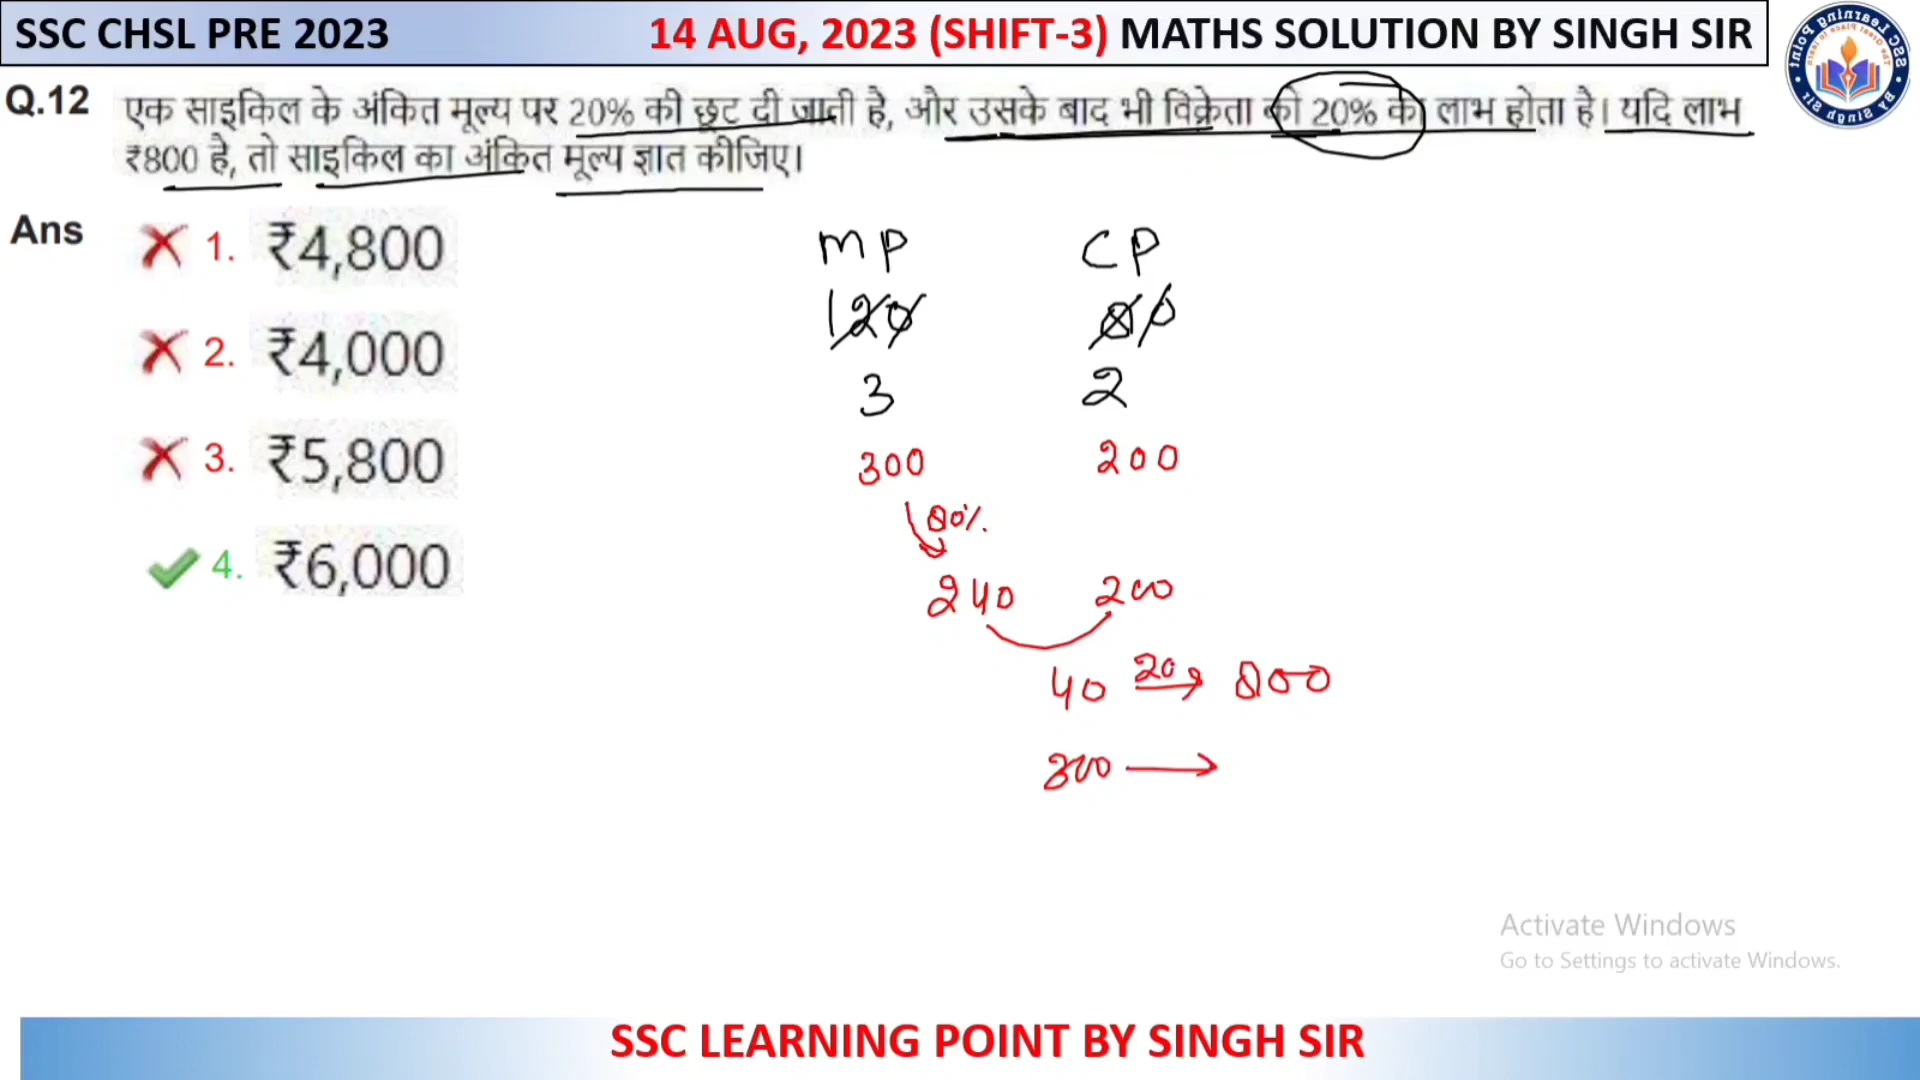 SSC CHSL PRE 2023 14 AUG, 2023 (SHIFT-3) MATHS SOLUTION BY SINGH SIR
Q.12 एक साइकिल के अंकित मूल्य पर 20% की छूट दी जाती है, और उसके बाद भी विक्रेता को 20% का लाभ होता है। यदि लाभ
₹800 है, तो साइकिल का अंकित मूल्य ज्ञात कीजिए।
Ans
1. ₹4,800
2. ₹4,000
3. ₹5,800
4. ₹6,000
MP CP
120 80
3 2
300 200
80%
240 200
40 20 800
300
Activate Windows
Go to Settings to activate Windows.
SSC LEARNING POINT BY SINGH SIR